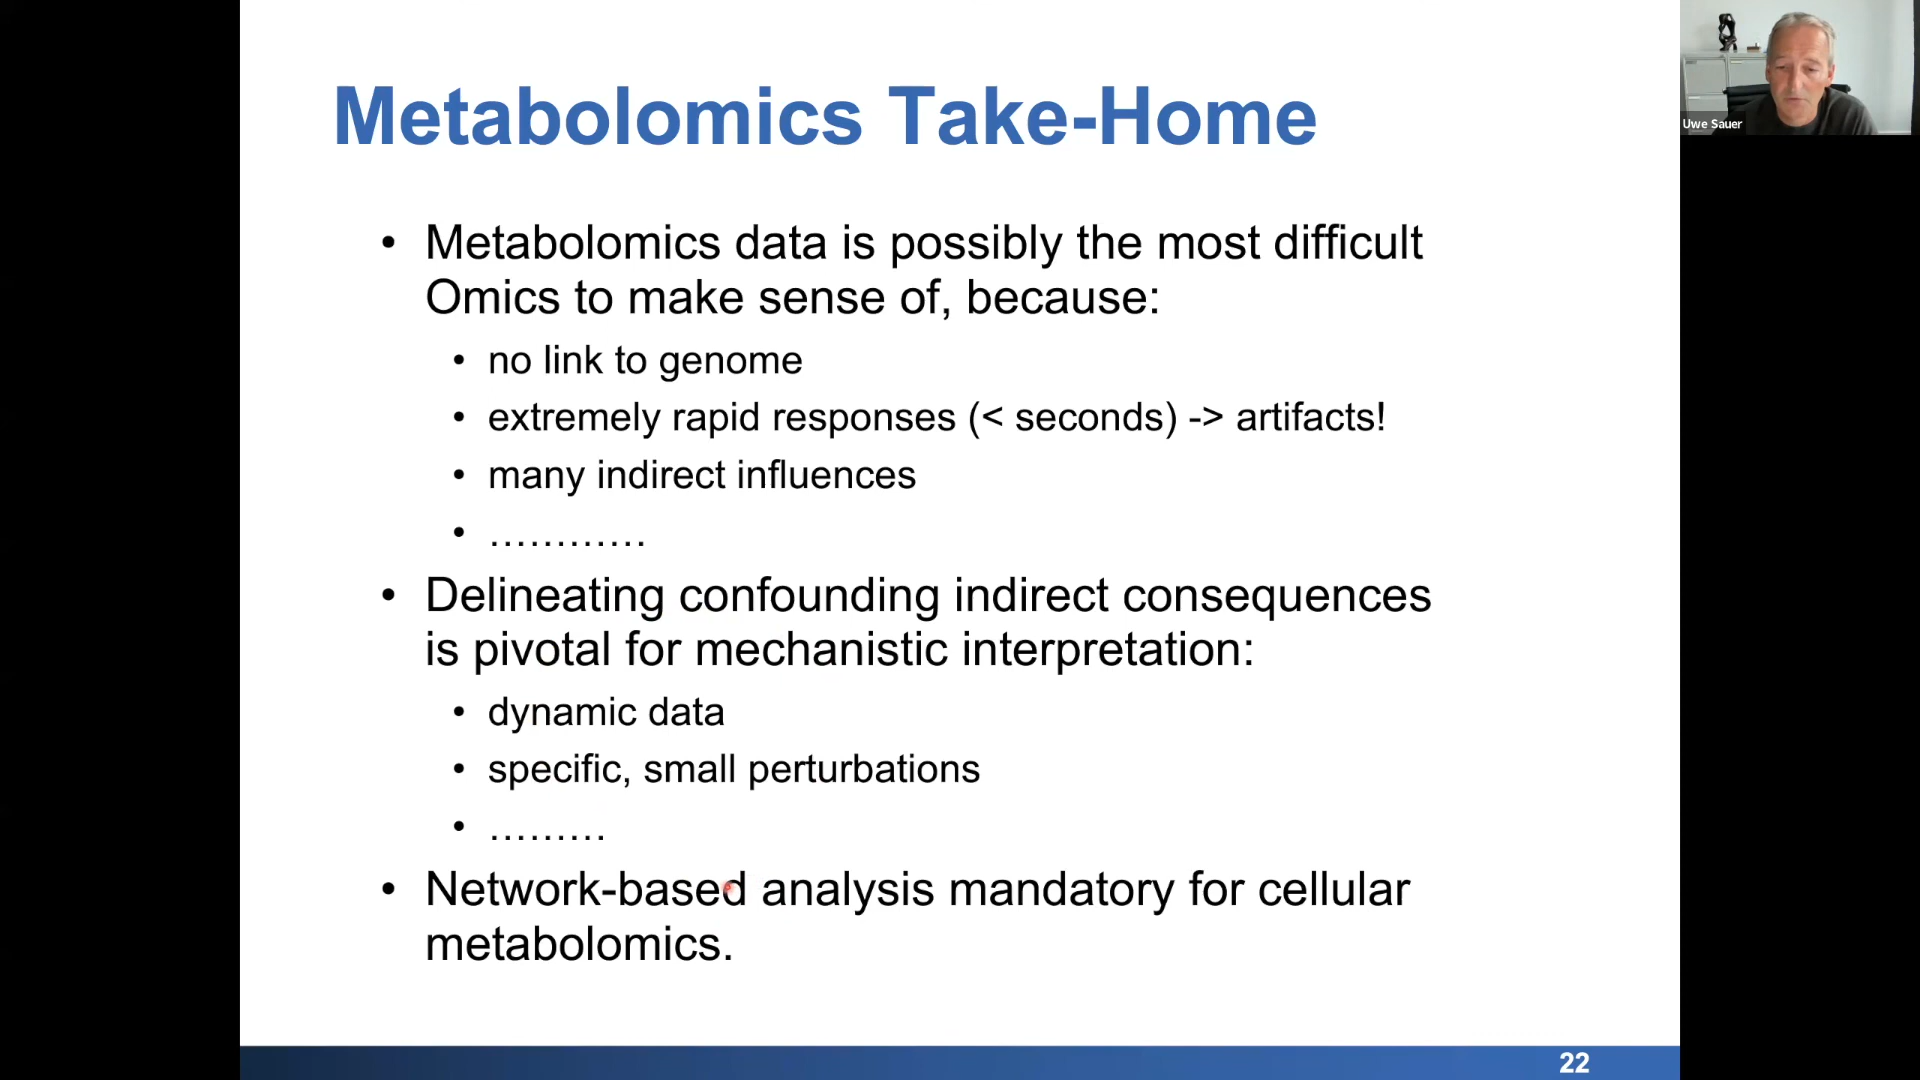 Metabolomics Take-Home
Uwe Sauer
• Metabolomics data is possibly the most difficult
Omics to make sense of, because:
• no link to genome
• extremely rapid responses (< seconds) -> artifacts!
• many indirect influences
• …………
• Delineating confounding indirect consequences
is pivotal for mechanistic interpretation:
• dynamic data
• specific, small perturbations
• ………
• Network-based analysis mandatory for cellular
metabolomics.
22